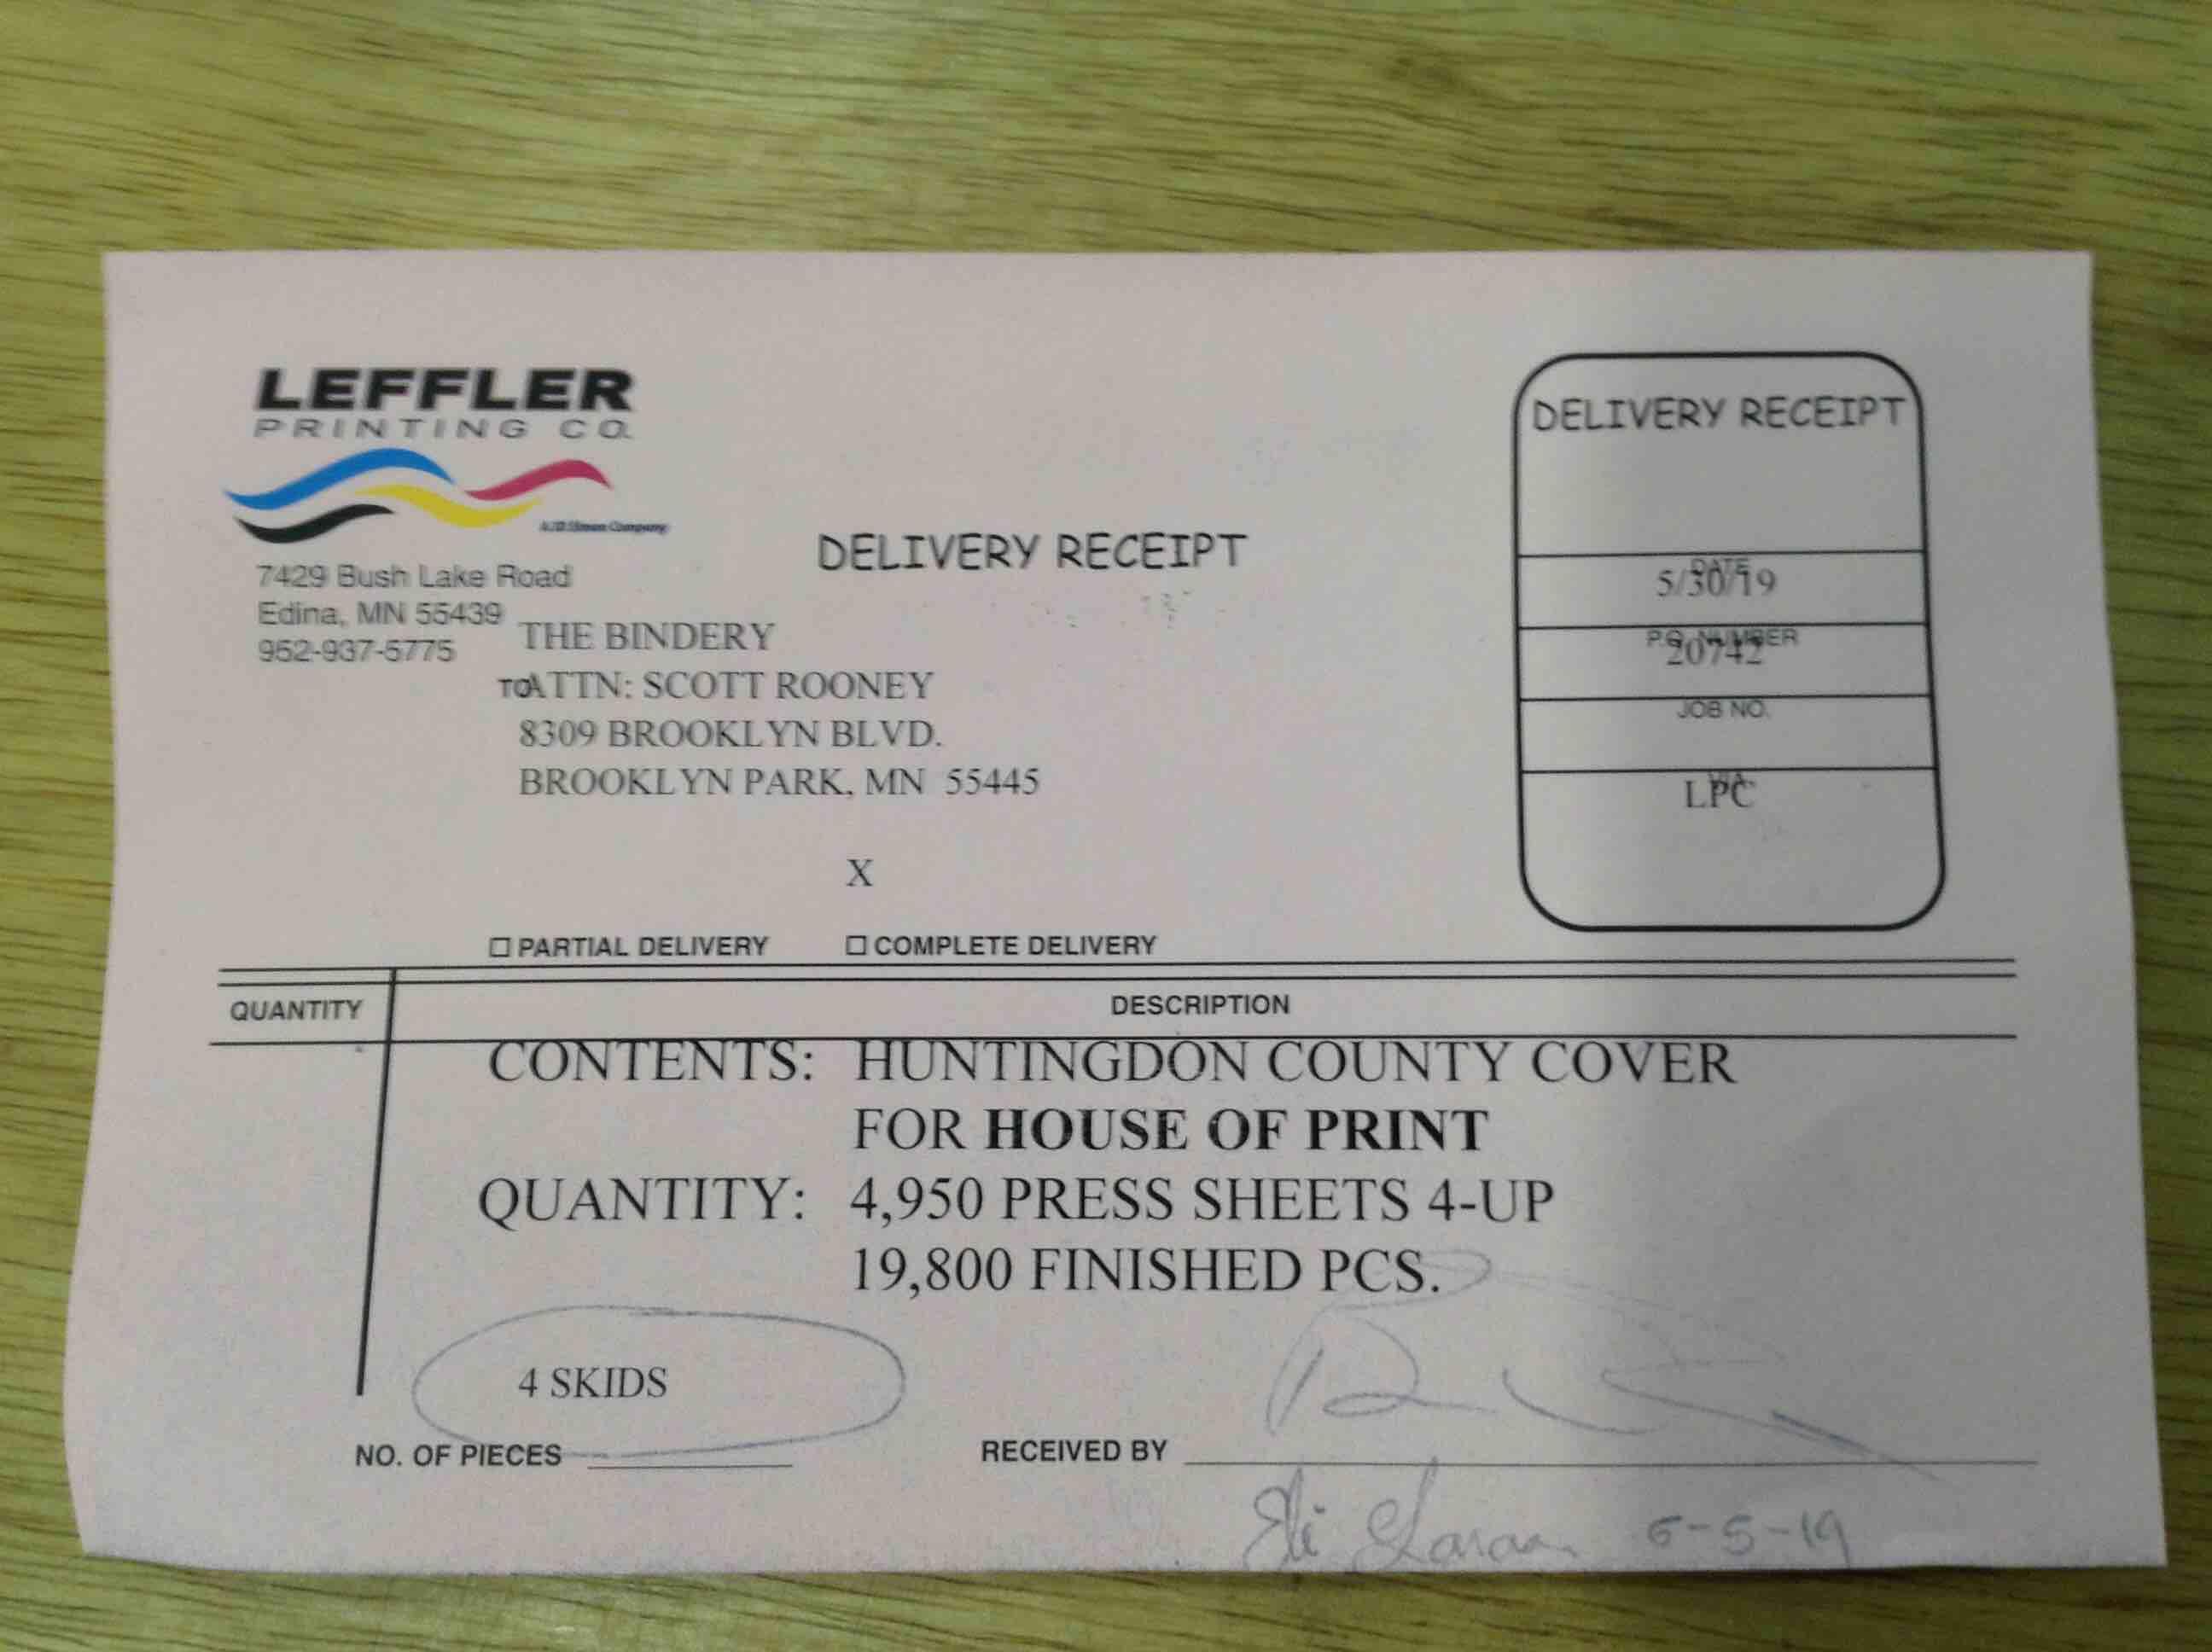 LEFFLER
PRINTING CO.
7429 Bush Lake Road
Edina, MN 55439
952-937-5775
DELIVERY RECEIPT
THE BINDERY
TO ATTN: SCOTT ROONEY
8309 BROOKLYN BLVD.
BROOKLYN PARK, MN 55445
DELIVERY RECEIPT
DATE
5/30/19
P.O. NUMBER
20742
JOB NO.
VIA
LPC
X
PARTIAL DELIVERY COMPLETE DELIVERY
QUANTITY DESCRIPTION
CONTENTS: HUNTINGDON COUNTY COVER
FOR HOUSE OF PRINT
QUANTITY: 4,950 PRESS SHEETS 4-UP
19,800 FINISHED PCS.
4 SKIDS
NO. OF PIECES RECEIVED BY
6-5-19